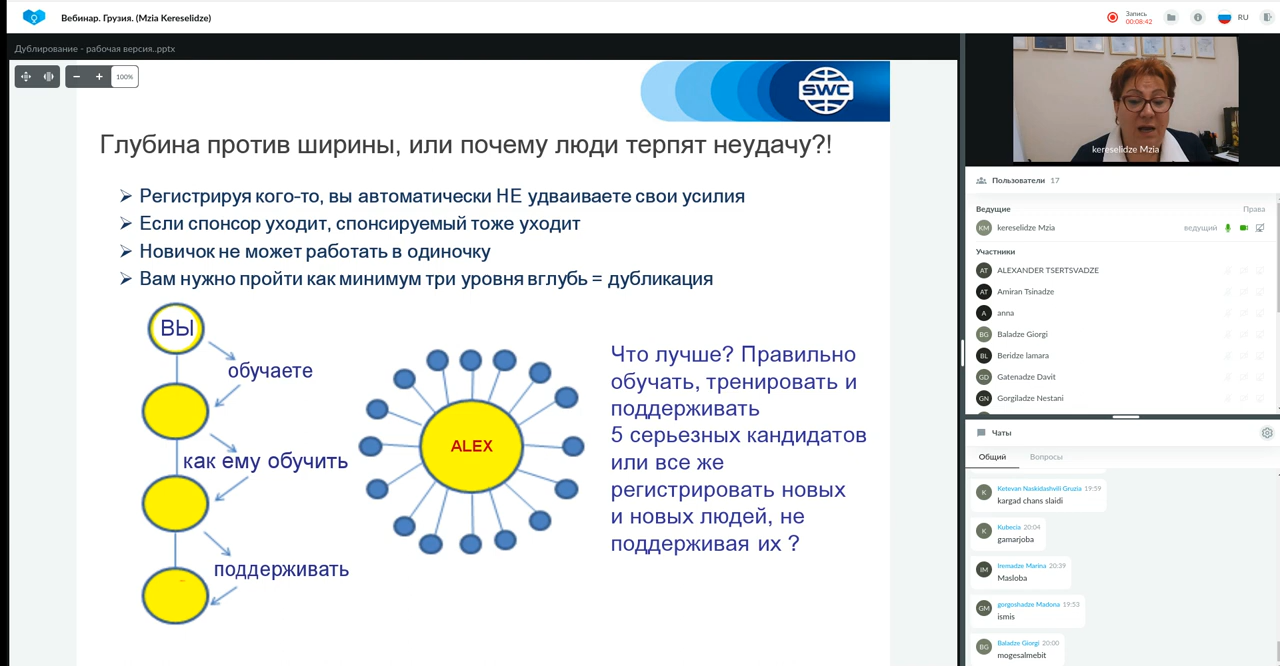 Вебинар. Грузия. (Mzia Kereselidze)
Запись
00:08:42
RU
Дублирование - рабочая версия..pptx
100%
SWC
Глубина против ширины, или почему люди терпят неудачу?!
Регистрируя кого-то, вы автоматически НЕ удваиваете свои усилия
Если спонсор уходит, спонсируемый тоже уходит
Новичок не может работать в одиночку
Вам нужно пройти как минимум три уровня вглубь = дубликация
ВЫ
обучаете
как ему обучить
поддерживать
ALEX
Что лучше? Правильно
обучать, тренировать и
поддерживать
5 серьезных кандидатов
или все же
регистрировать новых
и новых людей, не
поддерживая их ?
kereselidze Mzia
Пользователи 17
Ведущие Права
KM kereselidze Mzia ведущий
Участники
AT ALEXANDER TSERTSVADZE
AT Amiran Tsinadze
A anna
BG Baladze Giorgi
BL Beridze lamara
GD Gatenadze Davit
GN Gorgiladze Nestani
Чаты
Общий Вопросы
K Ketevan Naskidashvili Gruzia 19:59
kargad chans slaidi
K Kubecia 20:04
gamarjoba
IM Iremadze Marina 20:39
Masloba
GM gorgoshadze Madona 19:53
ismis
BG Baladze Giorgi 20:00
mogesalmebit